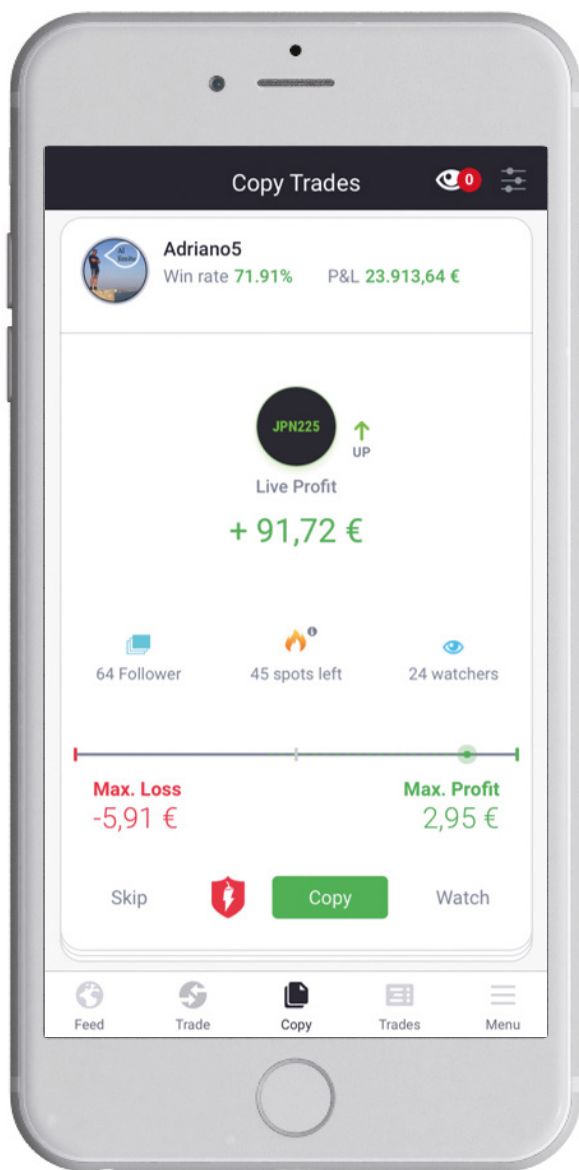 Copy Trades
0
Adriano5
Win rate 71.91% P&L 23.913,64 €
JPN225
UP
Live Profit
+ 91,72 €
64 Follower
45 spots left
24 watchers
Max. Loss
-5,91 €
Max. Profit
2,95 €
Skip
Copy
Watch
Feed
Trade
Copy
Trades
Menu